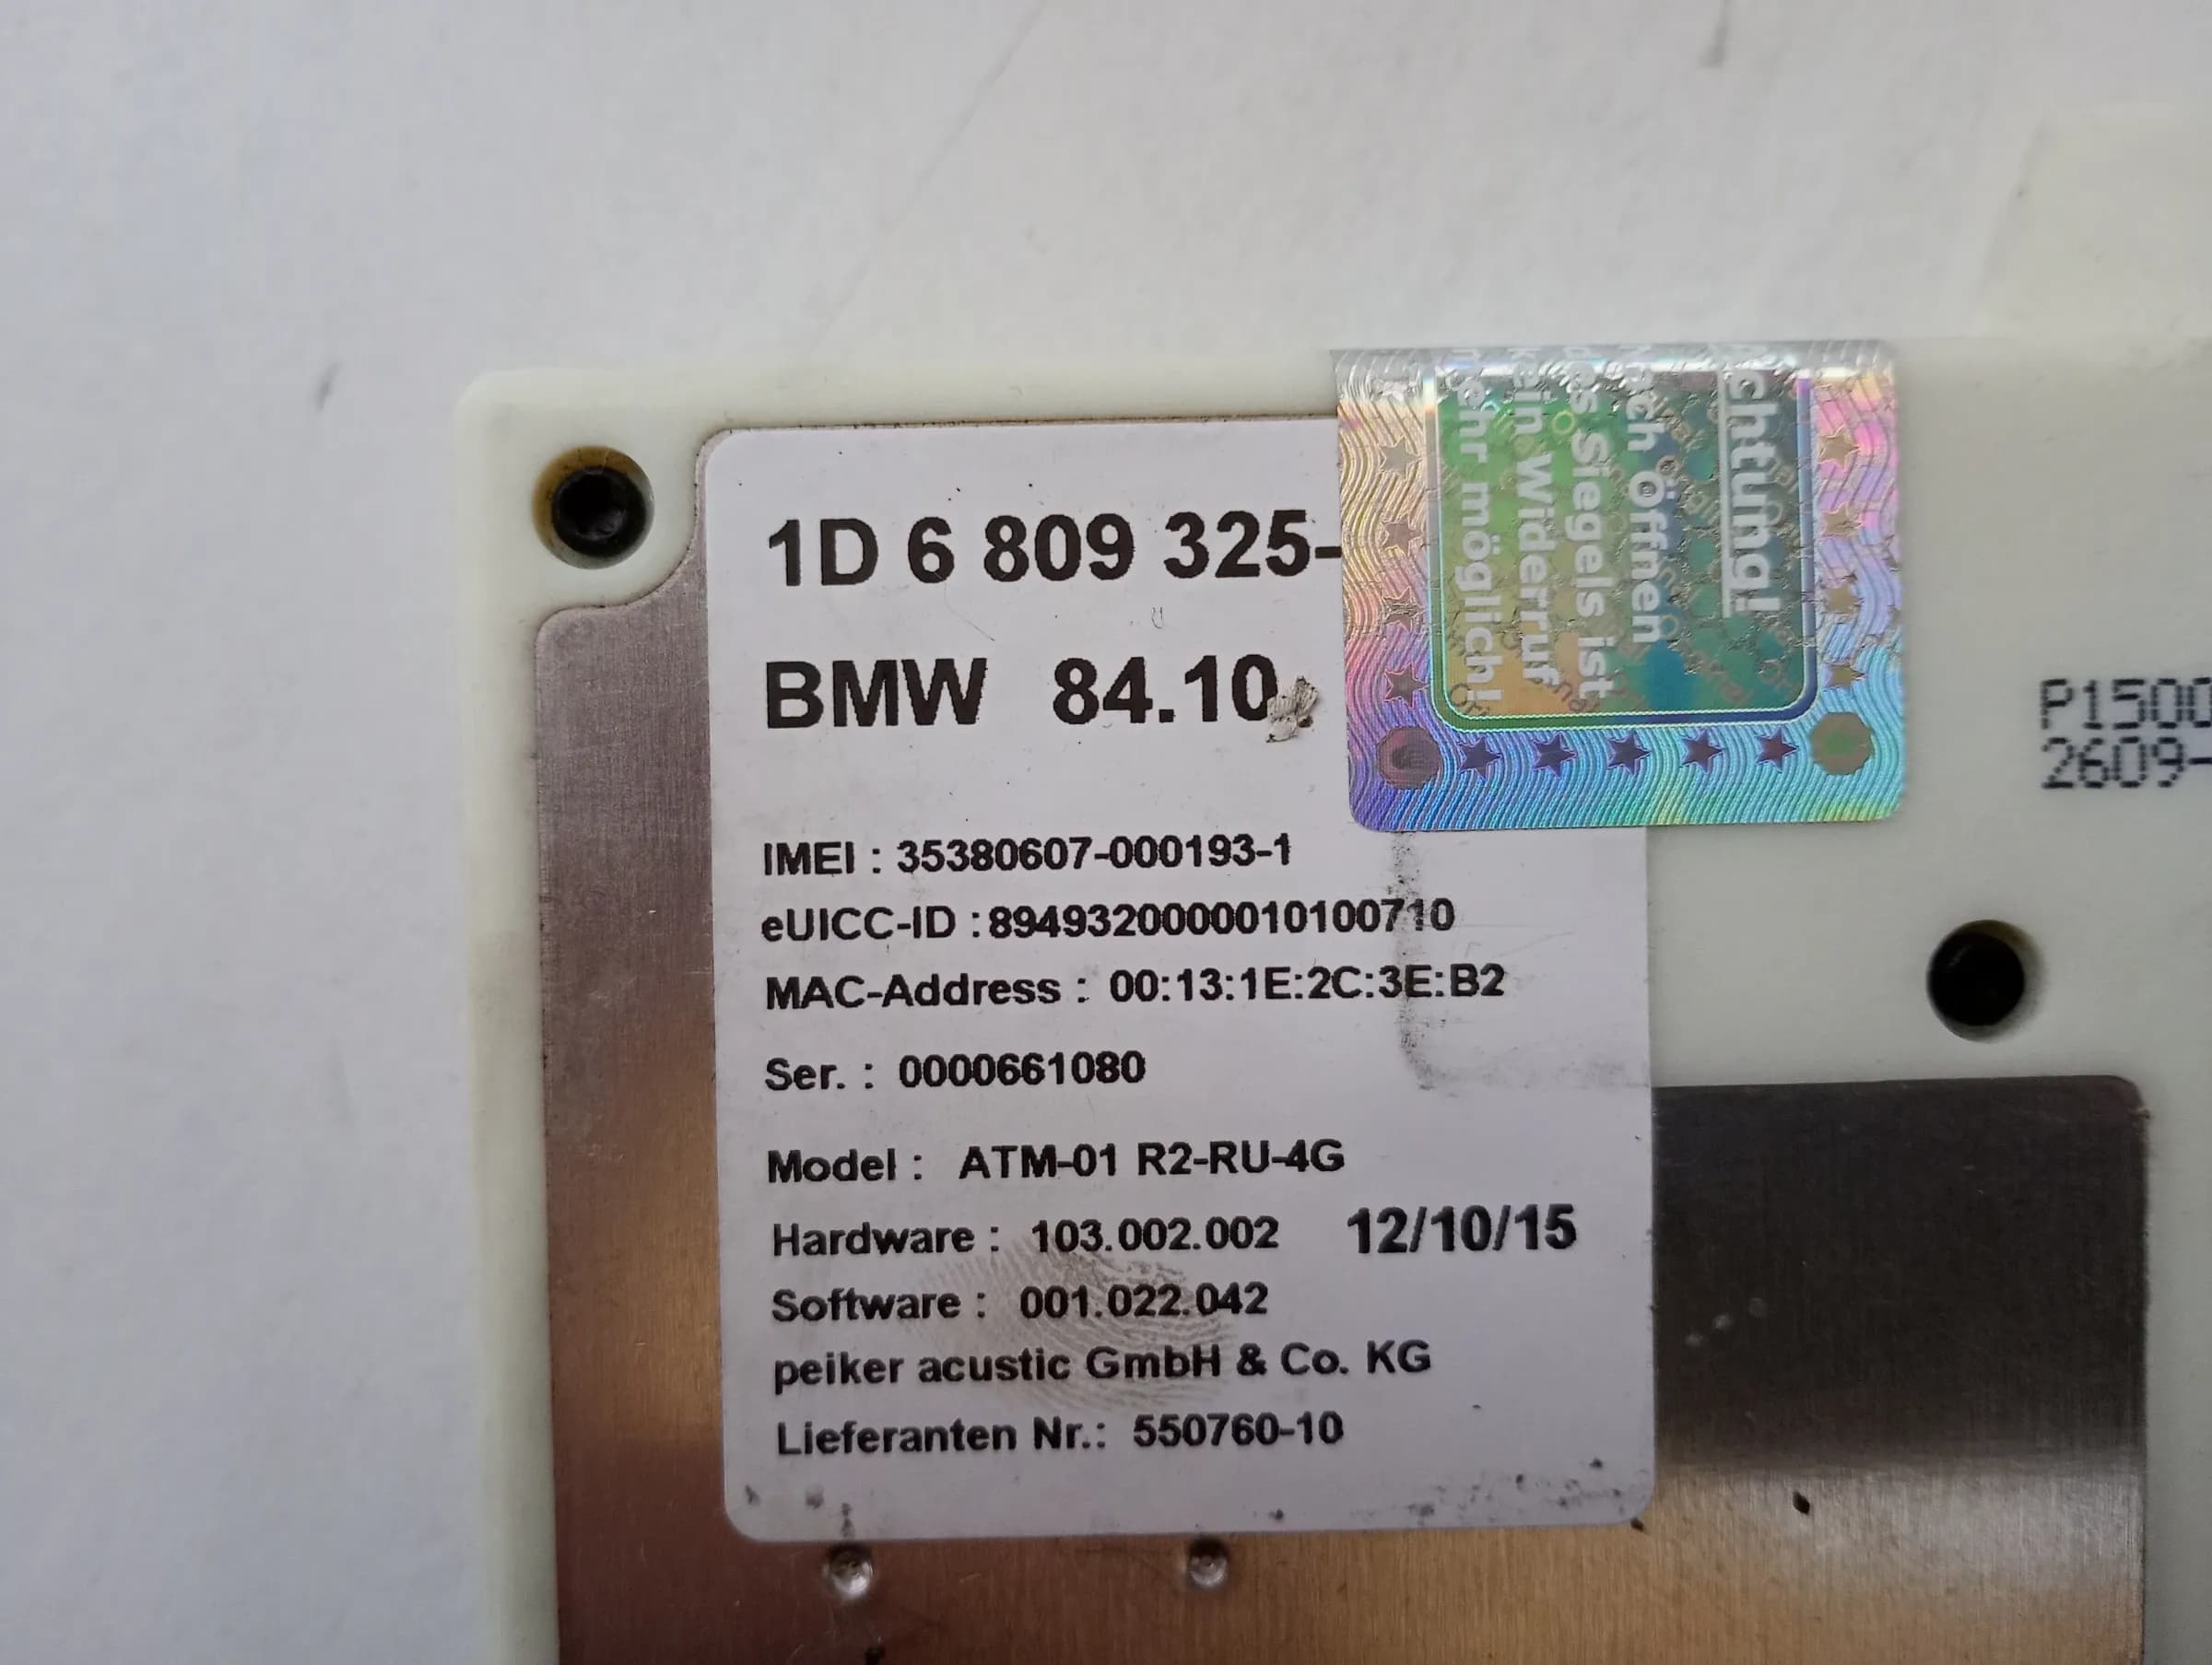 1D 6 809 325-
BMW 84.10
IMEI : 35380607-000193-1
eUICC-ID : 8949320000010100710
MAC-Address : 00:13:1E:2C:3E:B2
Ser. : 0000661080
Model : ATM-01 R2-RU-4G
Hardware : 103.002.002 12/10/15
Software : 001.022.042
peiker acustic GmbH & Co. KG
Lieferanten Nr.: 550760-10
chtung!
ach Öffnen
des Siegels ist
kein Widerruf
mehr möglich!
P1500
2609-